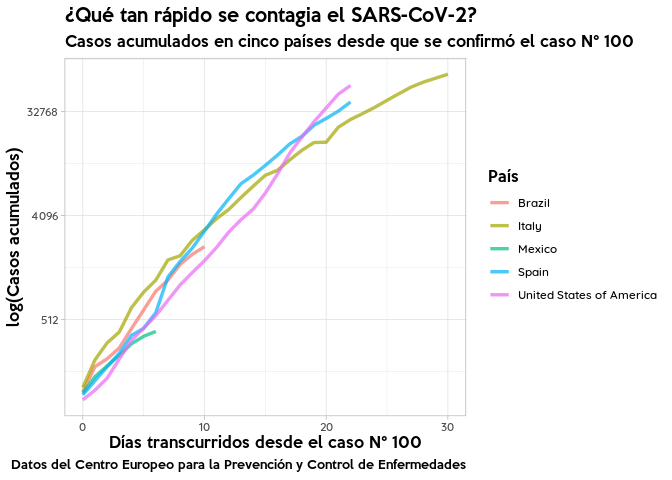 ¿Qué tan rápido se contagia el SARS-CoV-2?
Casos acumulados en cinco países desde que se confirmó el caso N° 100
log(Casos acumulados)
32768
4096
512
0
10
20
30
Días transcurridos desde el caso N° 100
País
Brazil
Italy
Mexico
Spain
United States of America
Datos del Centro Europeo para la Prevención y Control de Enfermedades